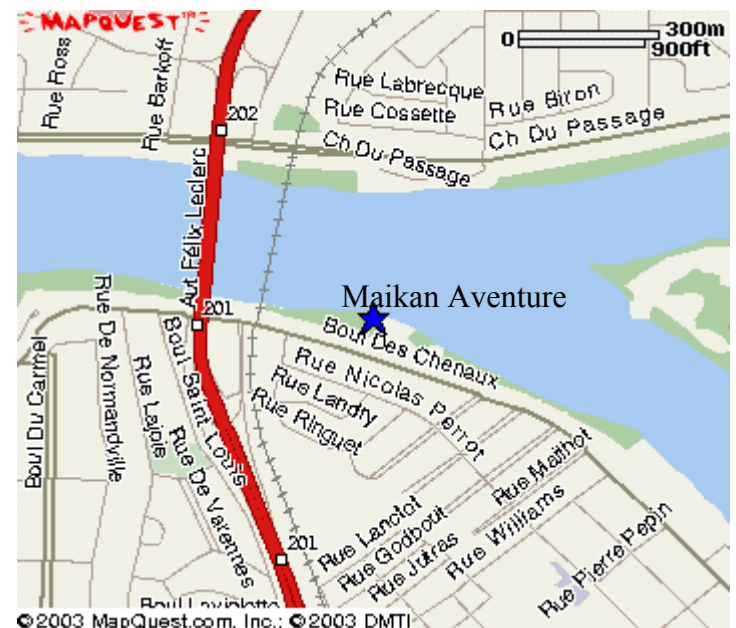 MAPQUEST™
0 300m
900ft
Rue Ross
Rue Barkoff
Rue Labrecque
Rue Cossette
Rue Biron
Ch Du Passage
202
Ch Du Passage
Aut Félix Leclerc
Maikan Aventure
201
Boul Des Chenaux
Boul Du Carmel
Rue De Normandville
Rue Lajoie
Boul Saint Louis
Rue De Varennes
Rue Nicolas Perrot
Rue Landry
Rue Ringuet
Rue Mailhot
Rue Lanctot
Rue Godbout
Rue Jutras
Rue Williams
Rue Pierre Pepin
201
Boul Laviolette
©2003 MapQuest.com, Inc.; ©2003 DMTI